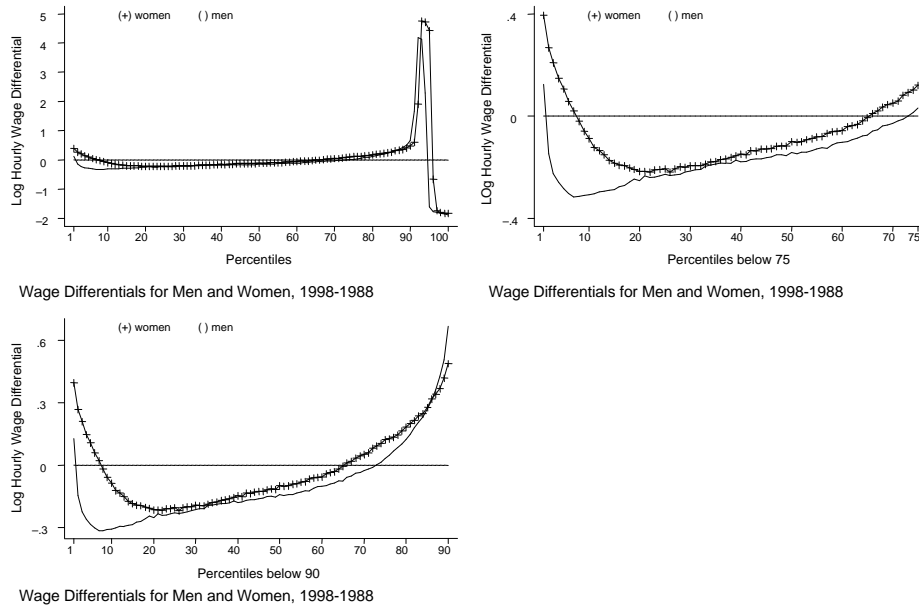 (+) women ( ) men
Log Hourly Wage Differential
5
4
3
2
1
0
−1
−2
1 10 20 30 40 50 60 70 80 90 100
Percentiles
Wage Differentials for Men and Women, 1998-1988
(+) women ( ) men
Log Hourly Wage Differential
.4
0
-.4
1 10 20 30 40 50 60 70 75
Percentiles below 75
Wage Differentials for Men and Women, 1998-1988
(+) women ( ) men
Log Hourly Wage Differential
.6
.3
0
-.3
1 10 20 30 40 50 60 70 80 90
Percentiles below 90
Wage Differentials for Men and Women, 1998-1988